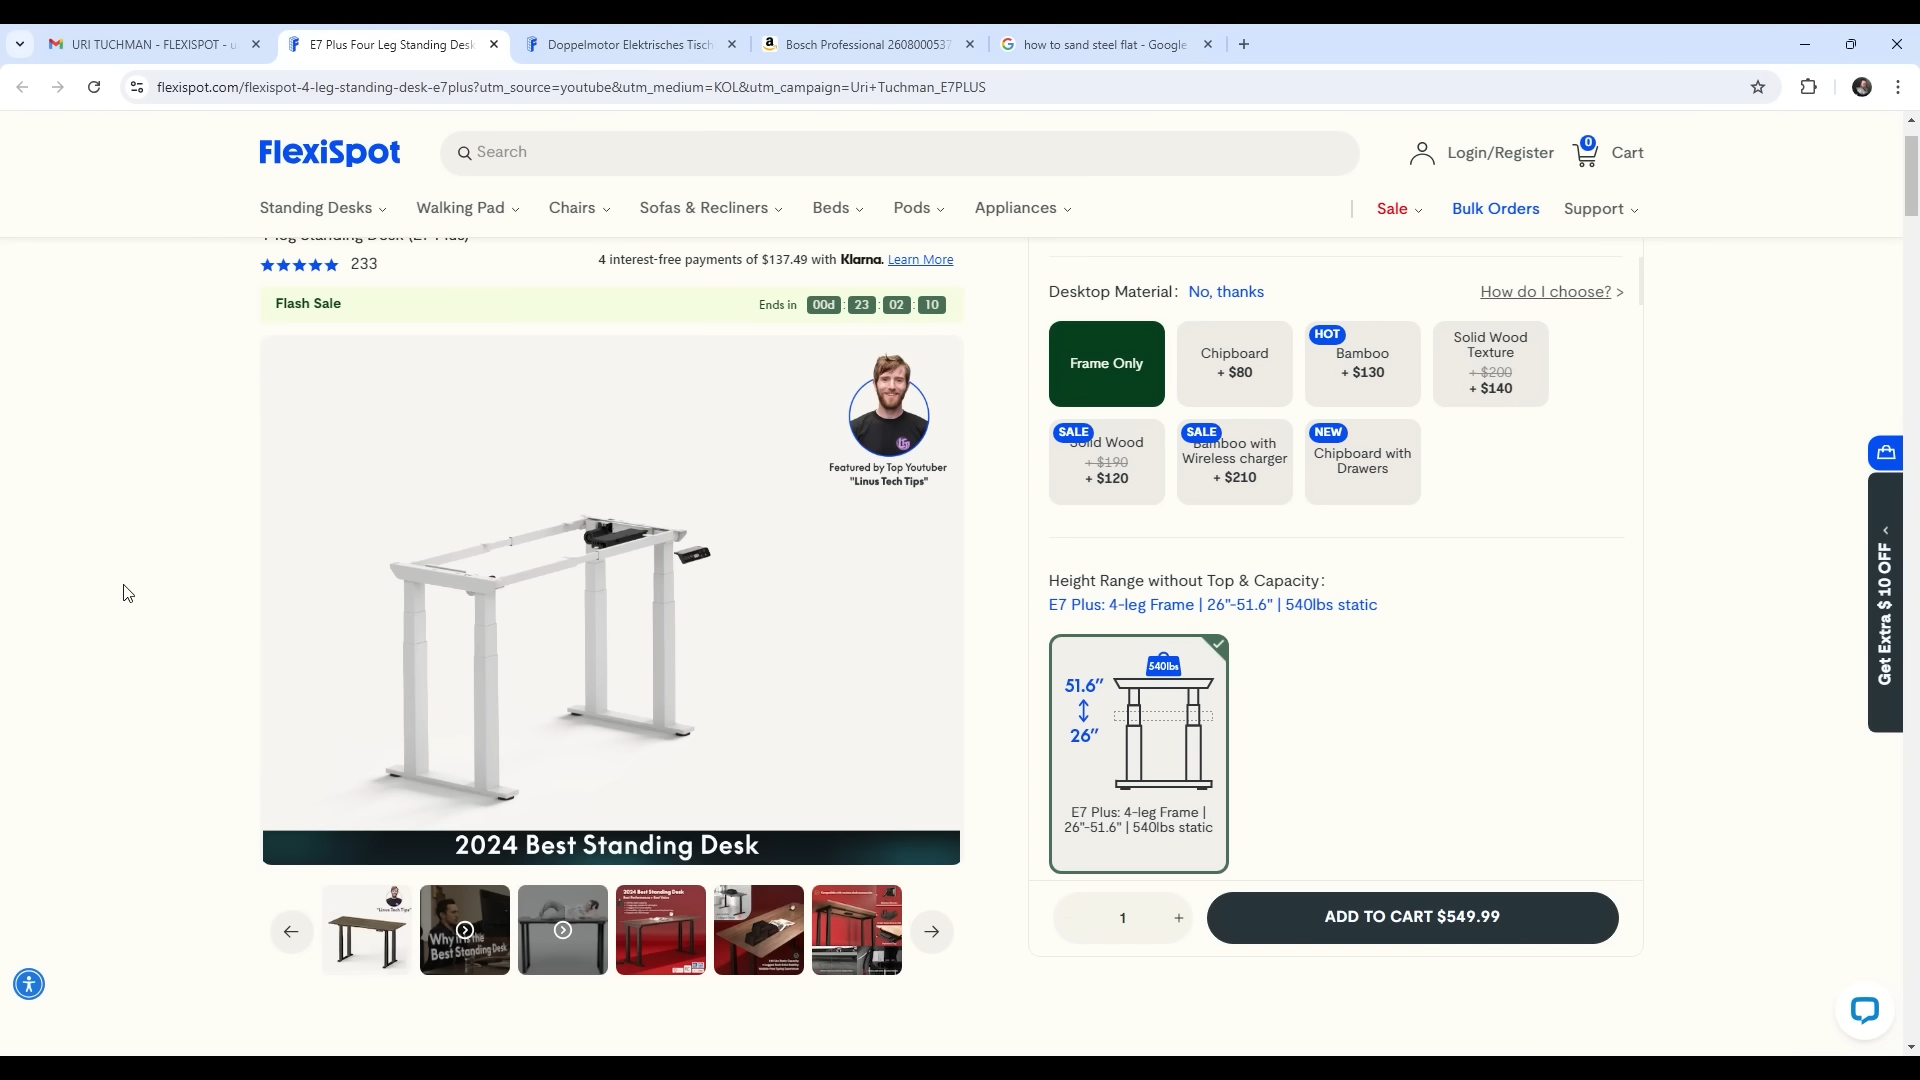 URI TUCHMAN - FLEXISPOT - u
E7 Plus Four Leg Standing Desk
Doppelmotor Elektrisches Tisch
Bosch Professional 2608000537
how to sand steel flat - Google
flexispot.com/flexispot-4-leg-standing-desk-e7plus?utm_source=youtube&utm_medium=KOL&utm_campaign=Uri+Tuchman_E7PLUS
FlexiSpot
Search
Login/Register
0
Cart
Standing Desks
Walking Pad
Chairs
Sofas & Recliners
Beds
Pods
Appliances
Sale
Bulk Orders
Support
4-leg Standing Desk (E7 Plus)
233
4 interest-free payments of $137.49 with Klarna. Learn More
Flash Sale
Ends in 00d : 23 : 02 : 10
Featured by Top Youtuber
"Linus Tech Tips"
2024 Best Standing Desk
"Linus Tech Tips"
Why it is the
Best Standing Desk
2024 Best Standing Desk
Desktop Material: No, thanks
How do I choose? >
Frame Only
Chipboard
+ $80
HOT
Bamboo
+ $130
Solid Wood
Texture
+ $200
+ $140
SALE
Solid Wood
+ $190
+ $120
SALE
Bamboo with
Wireless charger
+ $210
NEW
Chipboard with
Drawers
Height Range without Top & Capacity:
E7 Plus: 4-leg Frame | 26"-51.6" | 540lbs static
540lbs
51.6"
26"
E7 Plus: 4-leg Frame |
26"-51.6" | 540lbs static
1
+
ADD TO CART $549.99
Get Extra $ 10 OFF